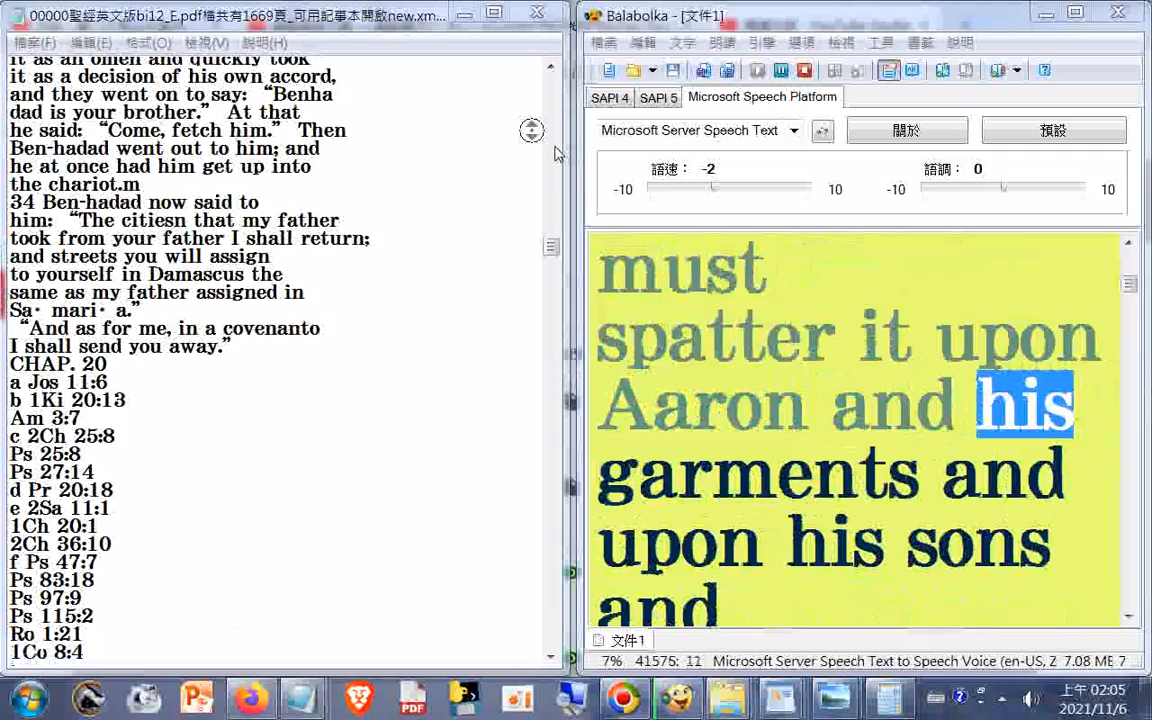 00000聖經英文版bi12_E.pdf檔共有1669頁_可用記事本開啟new.xm...
檔案(F) 編輯(E) 格式(O) 檢視(V) 說明(H)
it as an omen and quickly took
it as a decision of his own accord,
and they went on to say: “Benha
dad is your brother.” At that
he said: “Come, fetch him.” Then
Ben-hadad went out to him; and
he at once had him get up into
the chariot.m
34 Ben-hadad now said to
him: “The citiesn that my father
took from your father I shall return;
and streets you will assign
to yourself in Damascus the
same as my father assigned in
Sa· mari· a.”
“And as for me, in a covenanto
I shall send you away.”
CHAP. 20
a Jos 11:6
b 1Ki 20:13
Am 3:7
c 2Ch 25:8
Ps 25:8
Ps 27:14
d Pr 20:18
e 2Sa 11:1
1Ch 20:1
2Ch 36:10
f Ps 47:7
Ps 83:18
Ps 97:9
Ps 115:2
Ro 1:21
1Co 8:4
Balabolka - [文件1]
檔案 編輯 文字 朗讀 引擎 選項 檢視 工具 書籤 說明
SAPI 4 SAPI 5 Microsoft Speech Platform
Microsoft Server Speech Text 關於 預設
語速： -2 語調： 0
-10 10 -10 10
must
spatter it upon
Aaron and his
garments and
upon his sons
and
文件1
7% 41575: 11 Microsoft Server Speech Text to Speech Voice (en-US, Z 7.08 ME 7
上午 02:05
2021/11/6